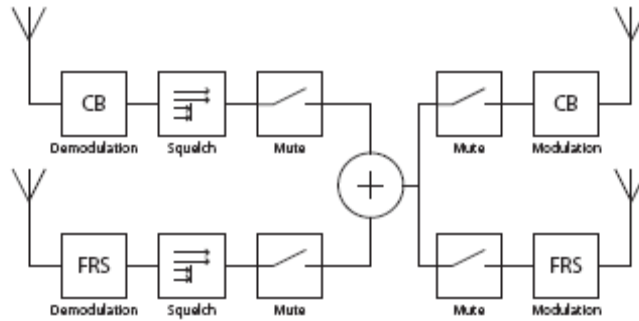 CB CB
Demodulation Squelch Mute Mute Modulation
+
FRS FRS
Demodulation Squelch Mute Mute Modulation